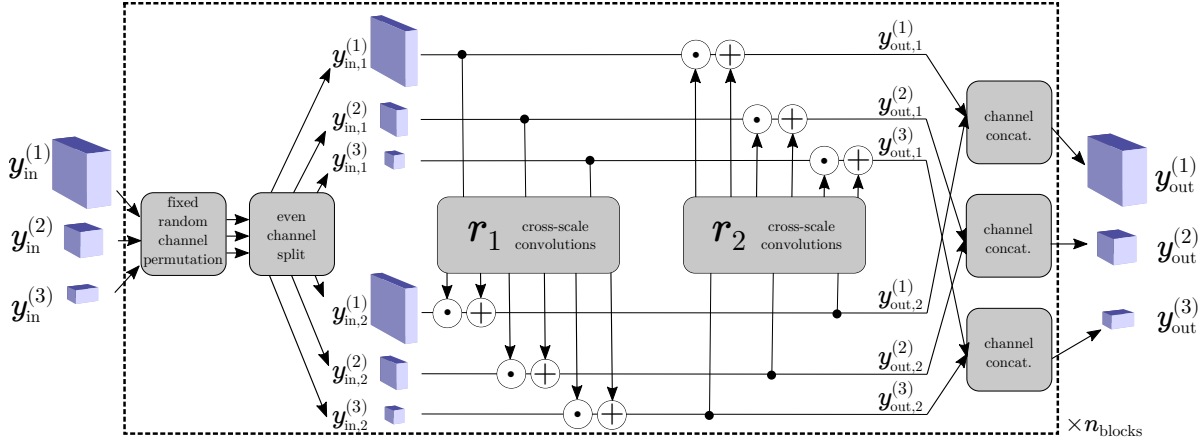 y_in^(1)
y_in^(2)
y_in^(3)
fixed
random
channel
permutation
even
channel
split
y_in,1^(1)
y_in,1^(2)
y_in,1^(3)
y_in,2^(1)
y_in,2^(2)
y_in,2^(3)
r_1 cross-scale
convolutions
r_2 cross-scale
convolutions
y_out,1^(1)
y_out,1^(2)
y_out,1^(3)
y_out,2^(1)
y_out,2^(2)
y_out,2^(3)
channel
concat.
channel
concat.
channel
concat.
y_out^(1)
y_out^(2)
y_out^(3)
×n_blocks